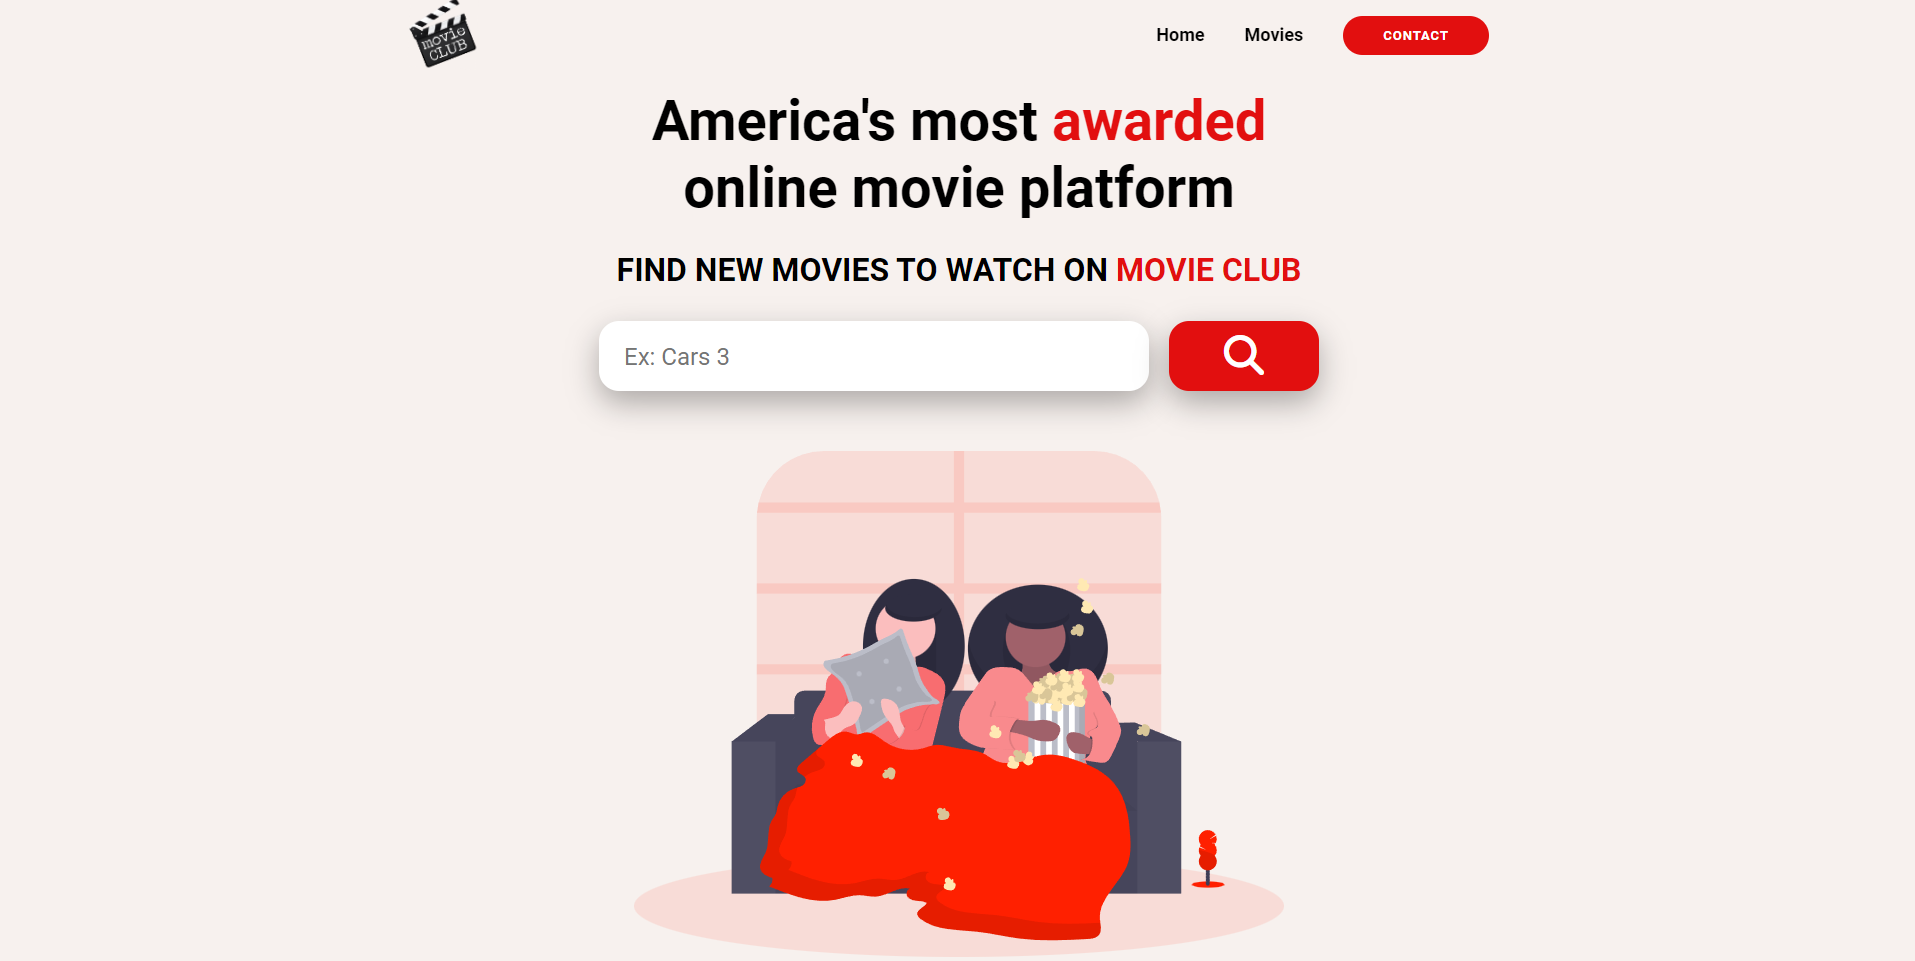 movie
CLUB
Home Movies CONTACT
America's most awarded
online movie platform
FIND NEW MOVIES TO WATCH ON MOVIE CLUB
Ex: Cars 3